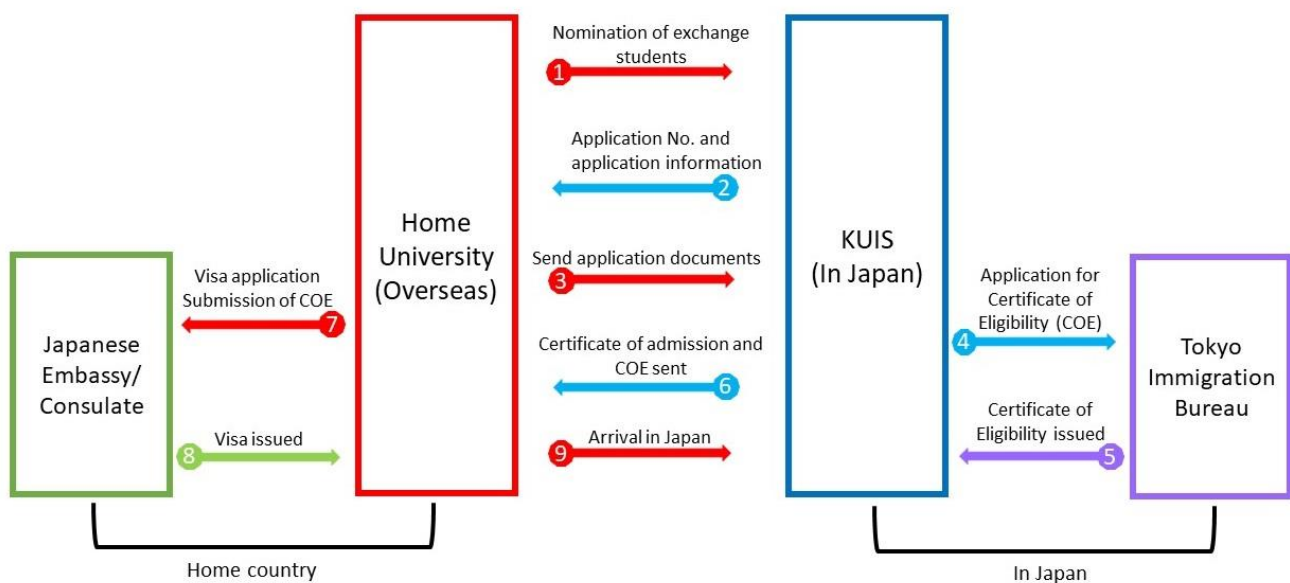 Nomination of exchange
students
1
Application No. and
application information
2
Home
University
(Overseas)
KUIS
(In Japan)
Send application documents
3
Visa application
Submission of COE
7
Application for
Certificate of
Eligibility (COE)
4
Japanese
Embassy/
Consulate
Certificate of admission and
COE sent
6
Tokyo
Immigration
Bureau
Visa issued
8
Arrival in Japan
9
Certificate of
Eligibility issued
5
Home country
In Japan